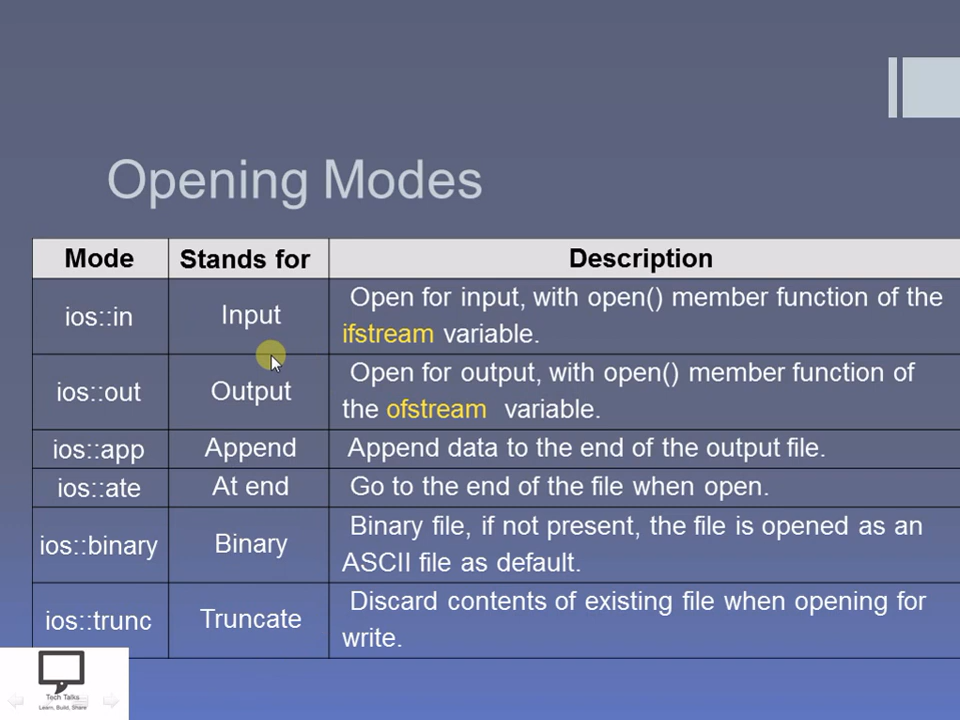 Opening Modes
Mode Stands for Description
ios::in Input Open for input, with open() member function of the
ifstream variable.
ios::out Output Open for output, with open() member function of
the ofstream variable.
ios::app Append Append data to the end of the output file.
ios::ate At end Go to the end of the file when open.
ios::binary Binary Binary file, if not present, the file is opened as an
ASCII file as default.
ios::trunc Truncate Discard contents of existing file when opening for
write.
Tech Talks
Learn, Build, Share